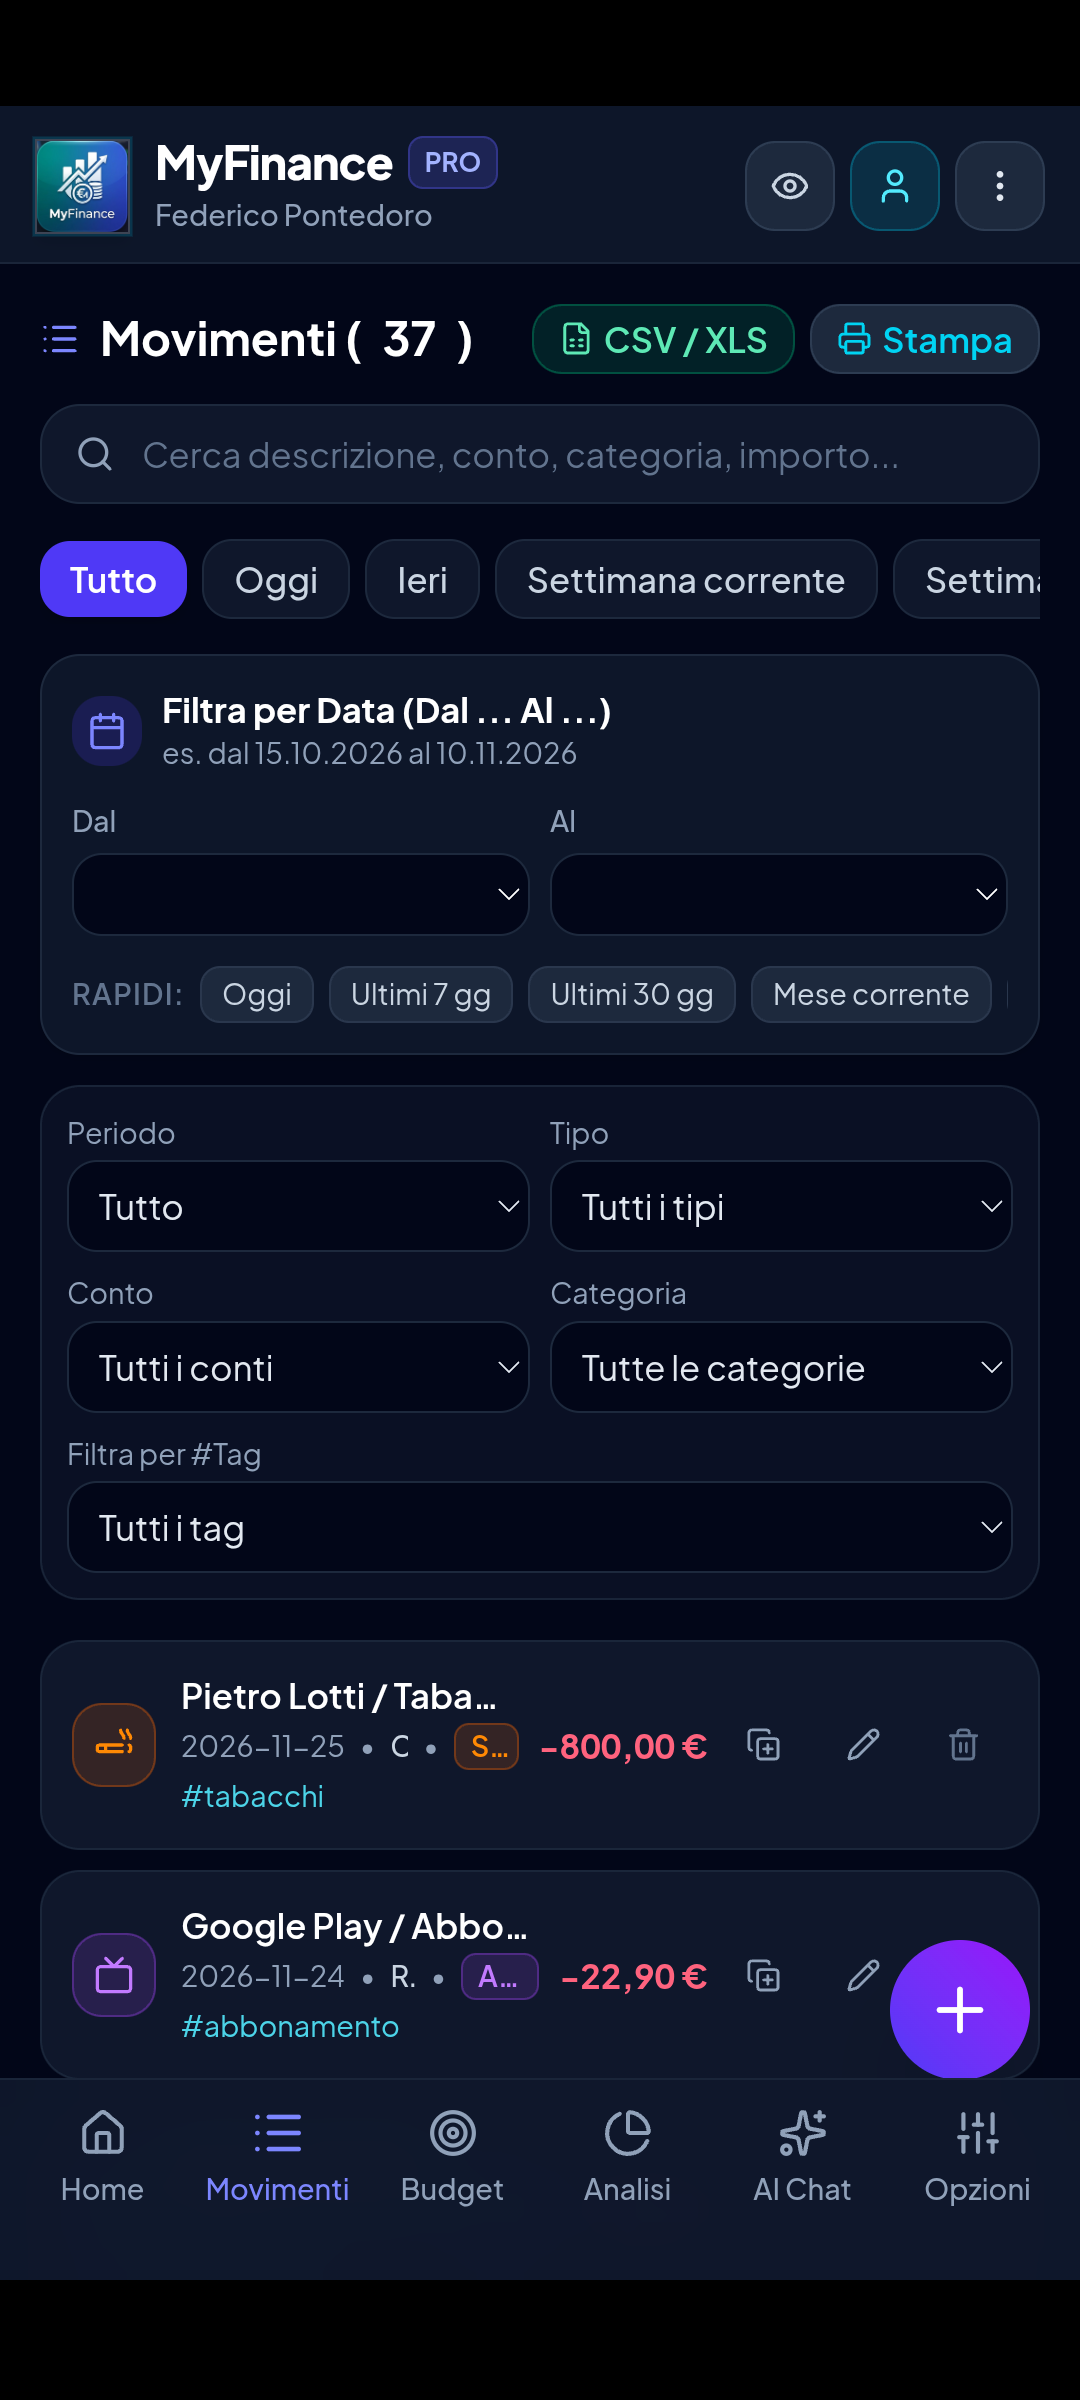 MyFinance PRO
Federico Pontedoro
MyFinance
Movimenti ( 37 )
CSV / XLS
Stampa
Cerca descrizione, conto, categoria, importo...
Tutto
Oggi
Ieri
Settimana corrente
Settima
Filtra per Data (Dal ... Al ...)
es. dal 15.10.2026 al 10.11.2026
Dal
Al
RAPIDI:
Oggi
Ultimi 7 gg
Ultimi 30 gg
Mese corrente
Periodo
Tipo
Tutto
Tutti i tipi
Conto
Categoria
Tutti i conti
Tutte le categorie
Filtra per #Tag
Tutti i tag
Pietro Lotti / Taba...
2026-11-25 • C • S... -800,00 €
#tabacchi
Google Play / Abbo...
2026-11-24 • R. • A... -22,90 €
#abbonamento
Home
Movimenti
Budget
Analisi
AI Chat
Opzioni